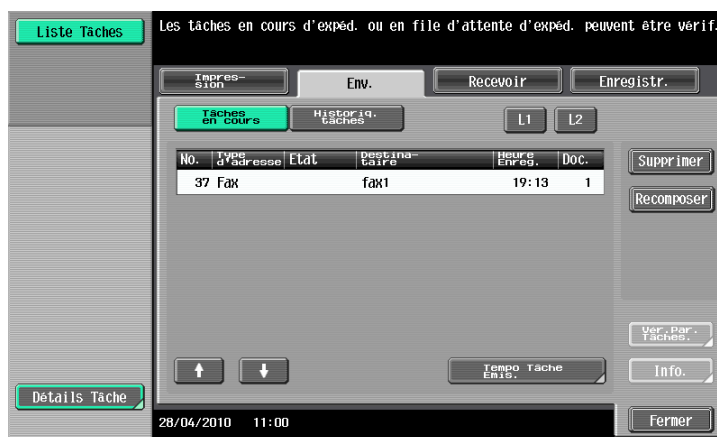 Liste Tâches
Les tâches en cours d'expéd. ou en file d'attente d'expéd. peuvent être vérif.
Impres-
sion
Env.
Recevoir
Enregistr.
Tâches
en cours
Historiq.
tâches
L1
L2
No.
Type
d'adresse
Etat
Destina-
taire
Heure
Enreg.
Doc.
37 Fax fax1 19:13 1
Supprimer
Recomposer
Ver.Par.
Tâches.
Tempo Tâche
Emis.
Info.
Détails Tâche
28/04/2010 11:00
Fermer